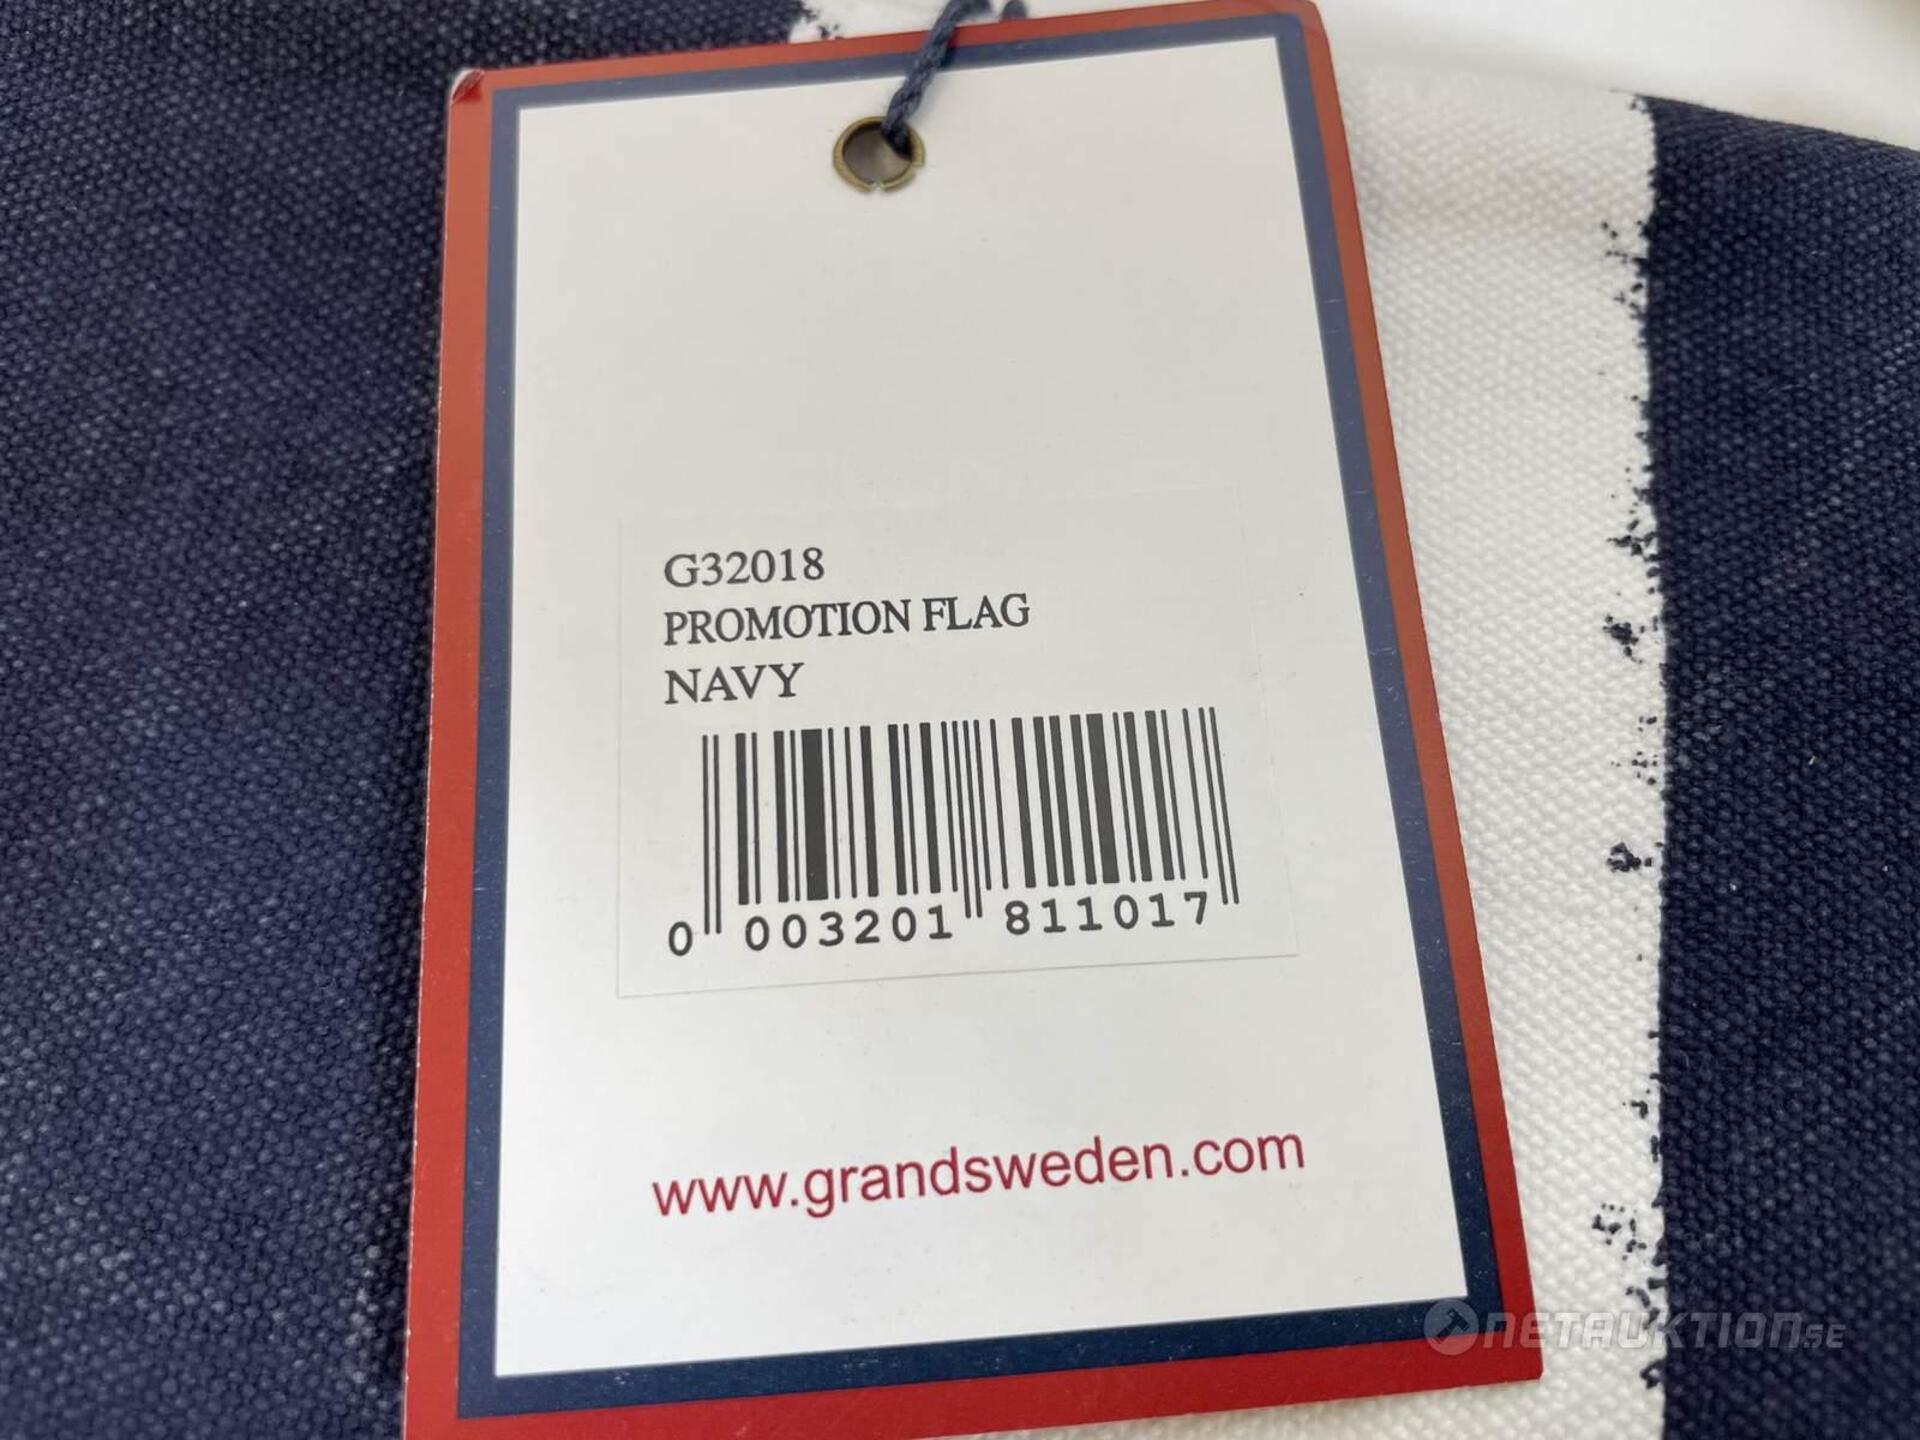 G32018
PROMOTION FLAG
NAVY
0 003201 811017
www.grandsweden.com
NETAUKTION.SE